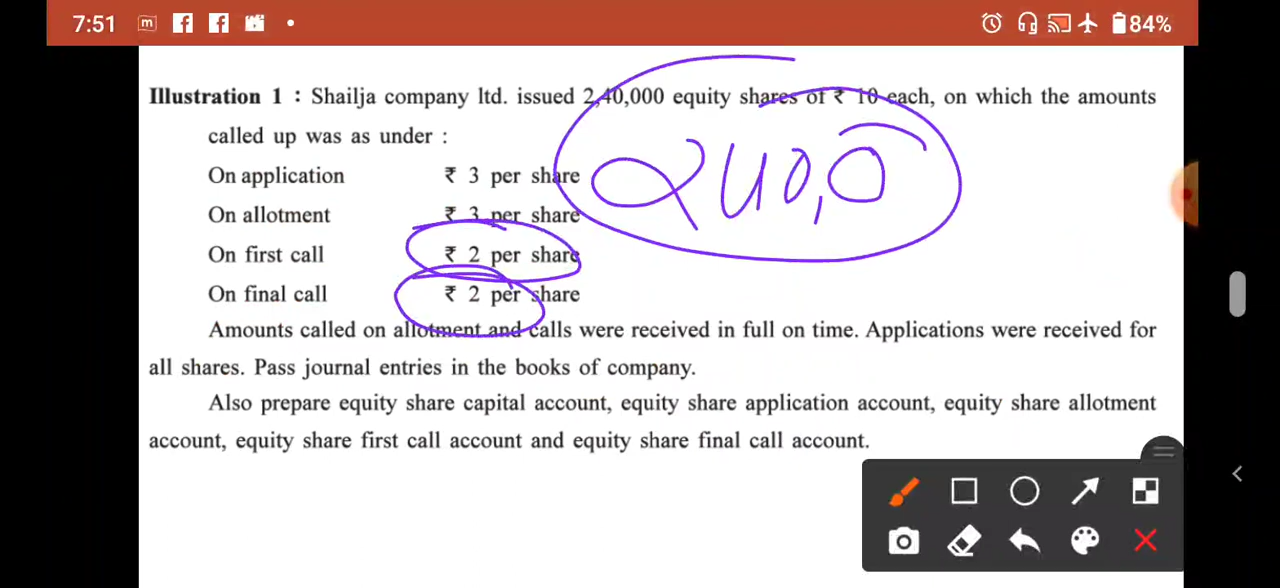 7:51 84%
Illustration 1 : Shailja company ltd. issued 2,40,000 equity shares of ₹ 10 each, on which the amounts
called up was as under :
240,0
On application ₹ 3 per share
On allotment ₹ 3 per share
On first call ₹ 2 per share
On final call ₹ 2 per share
Amounts called on allotment and calls were received in full on time. Applications were received for
all shares. Pass journal entries in the books of company.
Also prepare equity share capital account, equity share application account, equity share allotment
account, equity share first call account and equity share final call account.